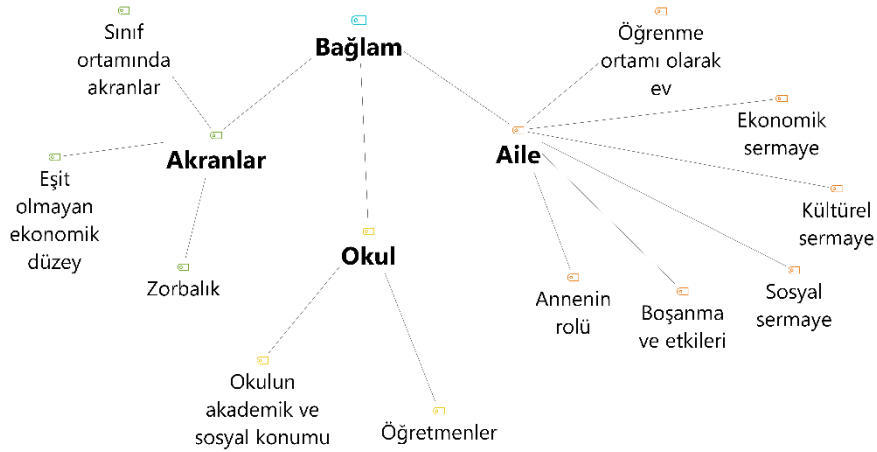 Bağlam
Sınıf
ortamında
akranlar
Akranlar
Eşit
olmayan
ekonomik
düzey
Zorbalık
Okul
Okulun
akademik ve
sosyal konumu
Öğretmenler
Aile
Öğrenme
ortamı olarak
ev
Ekonomik
sermaye
Kültürel
sermaye
Sosyal
sermaye
Boşanma
ve etkileri
Annenin
rolü